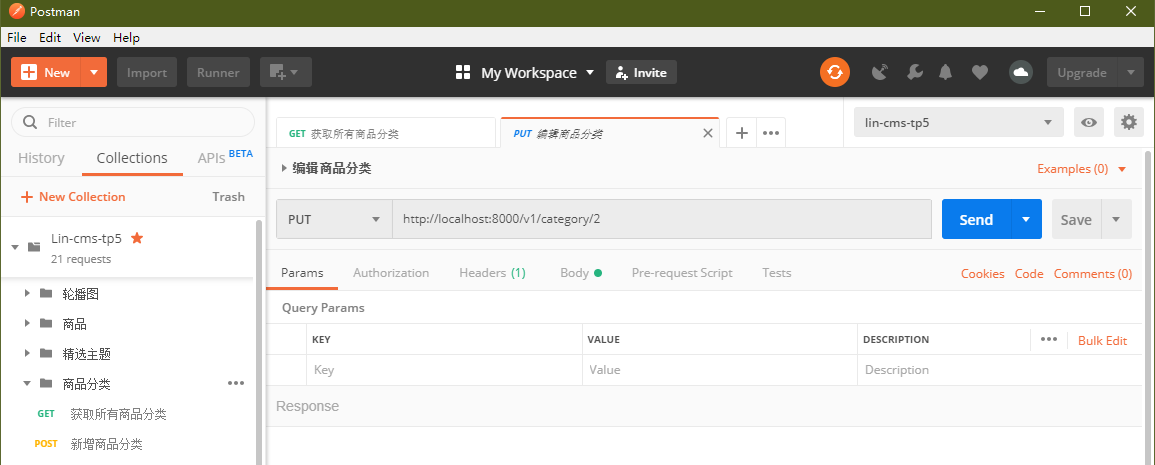 Postman
File Edit View Help
New Import Runner My Workspace Invite Upgrade
Filter
History Collections APIs BETA
New Collection Trash
Lin-cms-tp5
21 requests
轮播图
商品
精选主题
商品分类
GET 获取所有商品分类
POST 新增商品分类
GET 获取所有商品分类 PUT 编辑商品分类 lin-cms-tp5
编辑商品分类 Examples (0)
PUT http://localhost:8000/v1/category/2 Send Save
Params Authorization Headers (1) Body Pre-request Script Tests Cookies Code Comments (0)
Query Params
KEY VALUE DESCRIPTION Bulk Edit
Key Value Description
Response